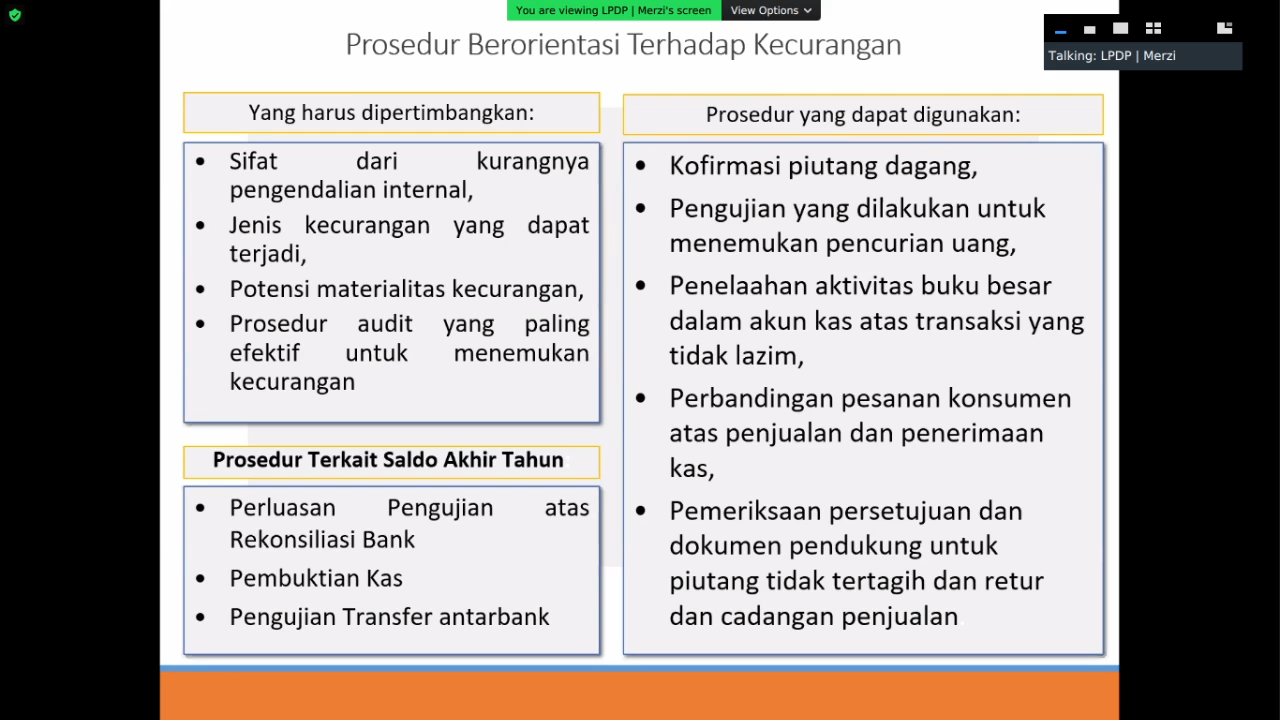 You are viewing LPDP | Merzi's screen
View Options
Talking: LPDP | Merzi
Prosedur Berorientasi Terhadap Kecurangan
Yang harus dipertimbangkan:
• Sifat dari kurangnya
pengendalian internal,
• Jenis kecurangan yang dapat
terjadi,
• Potensi materialitas kecurangan,
• Prosedur audit yang paling
efektif untuk menemukan
kecurangan
Prosedur Terkait Saldo Akhir Tahun
• Perluasan Pengujian atas
Rekonsiliasi Bank
• Pembuktian Kas
• Pengujian Transfer antarbank
Prosedur yang dapat digunakan:
• Kofirmasi piutang dagang,
• Pengujian yang dilakukan untuk
menemukan pencurian uang,
• Penelaahan aktivitas buku besar
dalam akun kas atas transaksi yang
tidak lazim,
• Perbandingan pesanan konsumen
atas penjualan dan penerimaan
kas,
• Pemeriksaan persetujuan dan
dokumen pendukung untuk
piutang tidak tertagih dan retur
dan cadangan penjualan